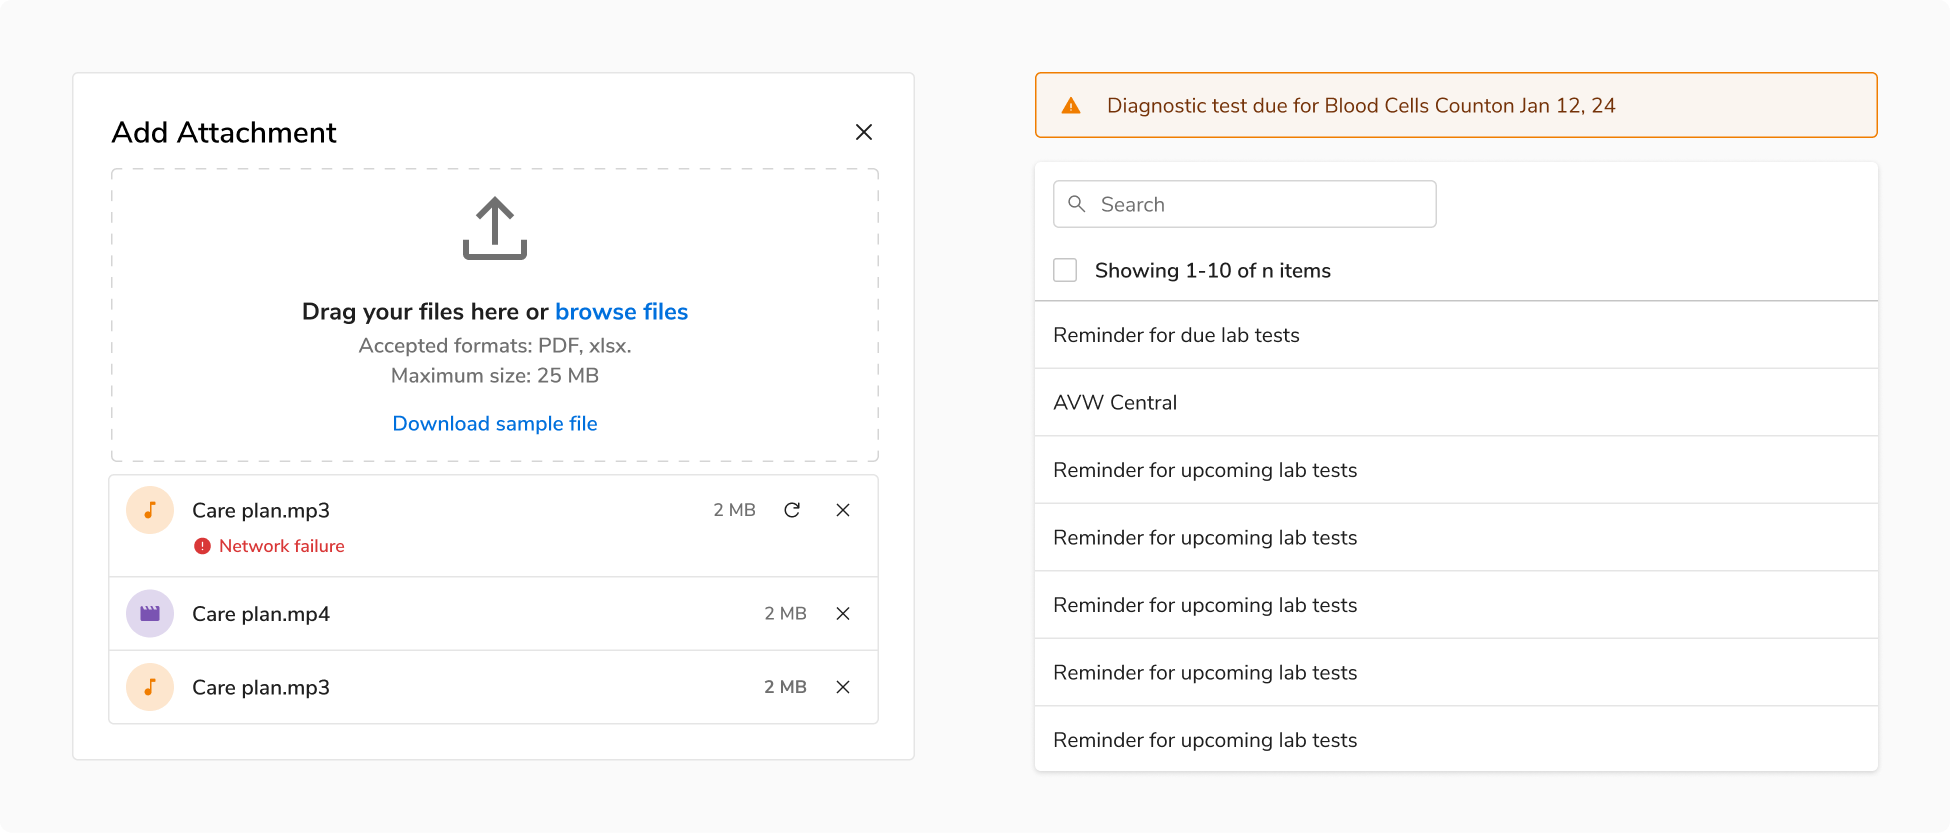 Add Attachment
Drag your files here or browse files
Accepted formats: PDF, xlsx.
Maximum size: 25 MB
Download sample file
Care plan.mp3
2 MB
Network failure
Care plan.mp4
2 MB
Care plan.mp3
2 MB
Diagnostic test due for Blood Cells Counton Jan 12, 24
Search
Showing 1-10 of n items
Reminder for due lab tests
AVW Central
Reminder for upcoming lab tests
Reminder for upcoming lab tests
Reminder for upcoming lab tests
Reminder for upcoming lab tests
Reminder for upcoming lab tests